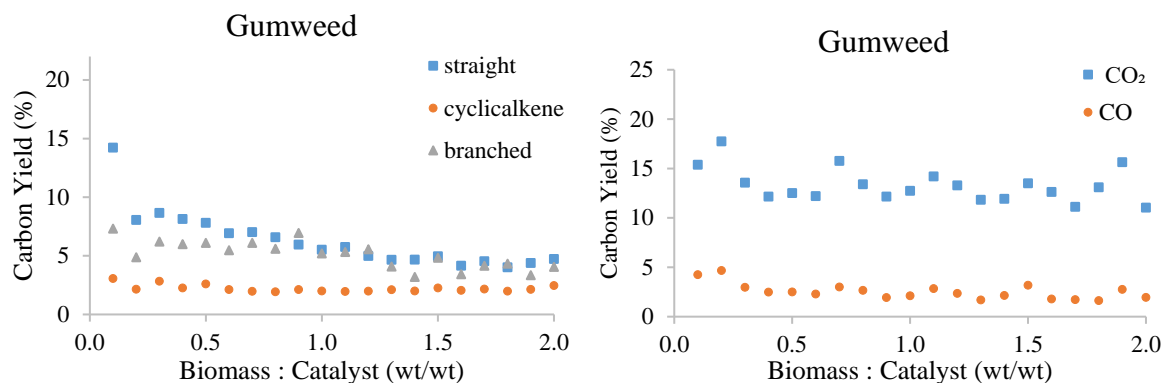 Gumweed
straight
cyclicalkene
branched
Carbon Yield (%)
20
15
10
5
0
0.0 0.5 1.0 1.5 2.0
Biomass : Catalyst (wt/wt)
Gumweed
CO₂
CO
Carbon Yield (%)
25
20
15
10
5
0
0.0 0.5 1.0 1.5 2.0
Biomass : Catalyst (wt/wt)